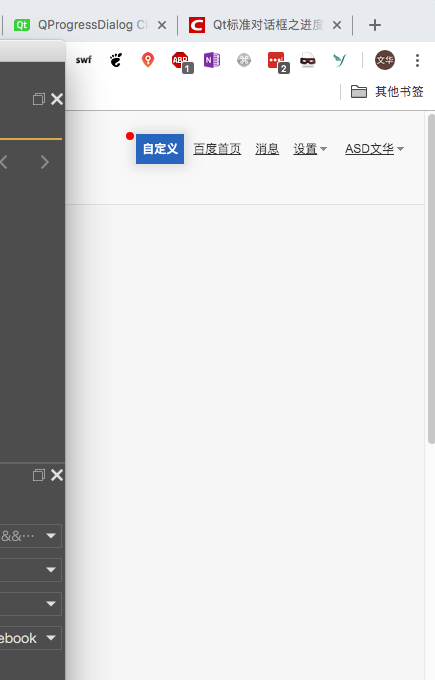 Qt QProgressDialog Cl
Qt标准对话框之进度
swf
ABP
1
N
2
文华
其他书签
自定义 百度首页 消息 设置 ASD文华
&&…
ebook